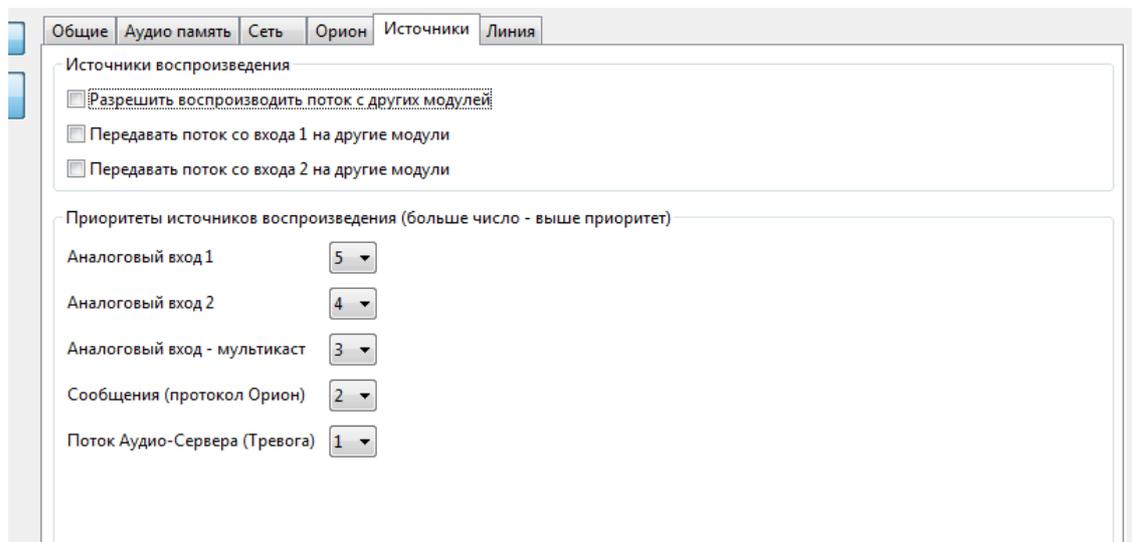 Общие Аудио память Сеть Орион Источники Линия
Источники воспроизведения
Разрешить воспроизводить поток с других модулей
Передавать поток со входа 1 на другие модули
Передавать поток со входа 2 на другие модули
Приоритеты источников воспроизведения (больше число - выше приоритет)
Аналоговый вход 1 5
Аналоговый вход 2 4
Аналоговый вход - мультикаст 3
Сообщения (протокол Орион) 2
Поток Аудио-Сервера (Тревога) 1